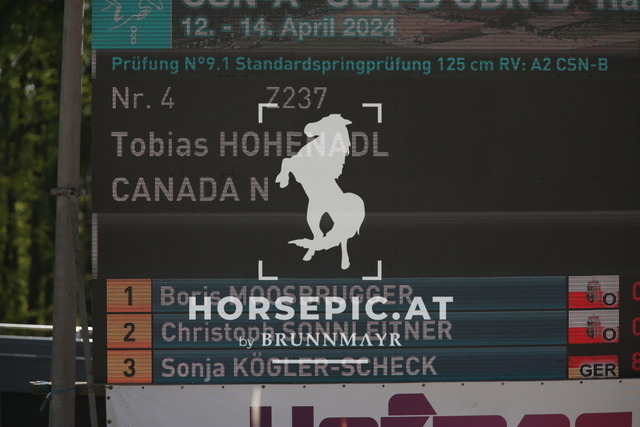 12. - 14. April 2024
Prüfung N°9.1 Standardspringprüfung 125 cm RV: A2 CSN-B
Nr. 4 Z237
Tobias HOHENADL
CANADA N
1 Boris MOOSBRUGGER
HORSEPIC.AT
2 Christoph SONNLEITNER
by BRUNNMAYR
3 Sonja KÖGLER-SCHECK GER